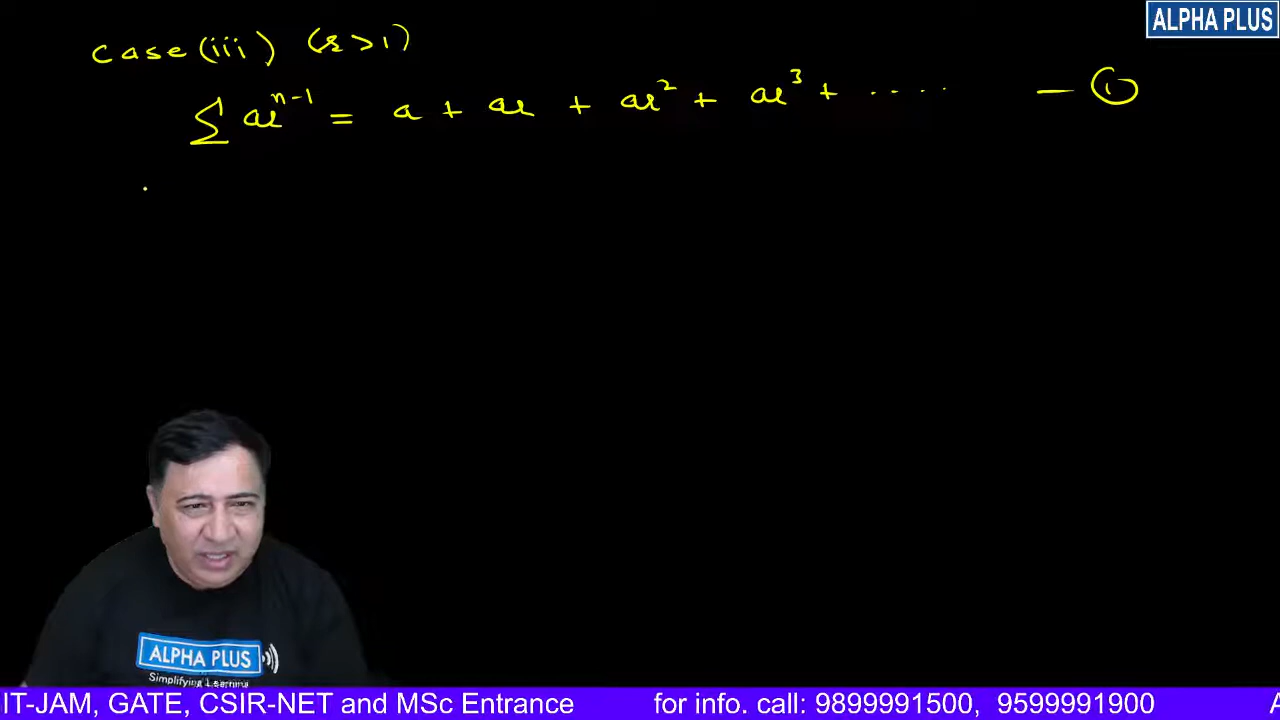 ALPHA PLUS
case (iii) (r > 1)
∑ ar^{n-1} = a + ar + ar^2 + ar^3 + ..... — ①
ALPHA PLUS
Simplifying Learning
IT-JAM, GATE, CSIR-NET and MSc Entrance for info. call: 9899991500, 9599991900